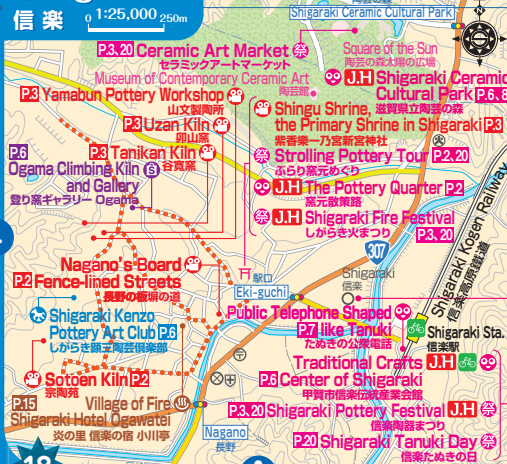 信楽
0 1:25,000 250m
Shigaraki Ceramic Cultural Park
P.3, 20 Ceramic Art Market 祭
セラミックアートマーケット
Square of the Sun
陶芸の森太陽の広場
Museum of Contemporary Ceramic Art
陶芸館
J.H Shigaraki Ceramic
Cultural Park P.6, 8
滋賀県立陶芸の森
P.3 Yamabun Pottery Workshop
山文製陶所
P.3 Uzan Kiln
卯山窯
Shingu Shrine,
the Primary Shrine in Shigaraki P.3
紫香楽一乃宮新宮神社
P.3 Tanikan Kiln
谷寛窯
P.6
Ogama Climbing Kiln
and Gallery
登り窯ギャラリー Ogama
祭 Strolling Pottery Tour P.2, 20
ぶらり窯元めぐり
J.H The Pottery Quarter P.2
窯元散策路
祭 J.H Shigaraki Fire Festival
しがらき火まつり
P.3, 20
307
Shigaraki Kosen Railway
信楽高原鐵道
Nagano's Board
P.2 Fence-lined Streets
長野の板塀の道
駅口
Eki-guchi
Shigaraki
信楽
Shigaraki Kenzo
Pottery Art Club P.6
しがらき顕三陶芸倶楽部
Public Telephone Shaped
P.7 like Tanuki
たぬきの公衆電話
Shigaraki Sta.
信楽駅
Sotoen Kiln P.2
宗陶苑
Traditional Crafts J.H
P.6 Center of Shigaraki
甲賀市信楽伝統産業会館
P.15 Village of Fire
Shigaraki Hotel Ogawatei
炎の里 信楽の宿 小川亭
P.3, 20 Shigaraki Pottery Festival J.H 祭
信楽陶器まつり
Nagano
長野
P.20 Shigaraki Tanuki Day 祭
信楽たぬきの日
18